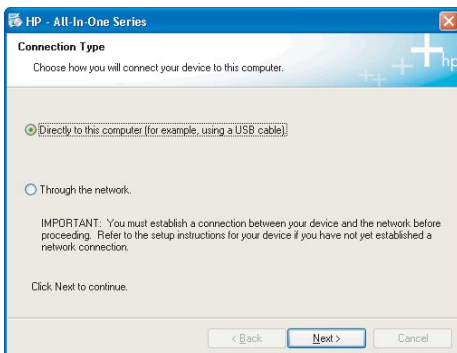 HP - All-In-One Series
Connection Type
Choose how you will connect your device to this computer.
hp
Directly to this computer (for example, using a USB cable).
Through the network.
IMPORTANT: You must establish a connection between your device and the network before
proceeding. Refer to the setup instructions for your device if you have not yet established a
network connection.
Click Next to continue.
< Back Next > Cancel